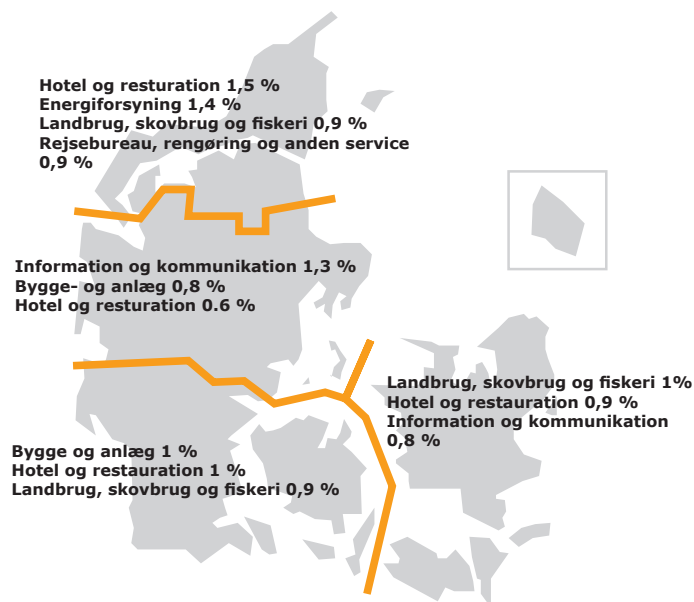 Hotel og resturation 1,5 %
Energiforsyning 1,4 %
Landbrug, skovbrug og fiskeri 0,9 %
Rejsebureau, rengøring og anden service
0,9 %
Information og kommunikation 1,3 %
Bygge- og anlæg 0,8 %
Hotel og resturation 0.6 %
Landbrug, skovbrug og fiskeri 1%
Hotel og restauration 0,9 %
Information og kommunikation
0,8 %
Bygge og anlæg 1 %
Hotel og restauration 1 %
Landbrug, skovbrug og fiskeri 0,9 %